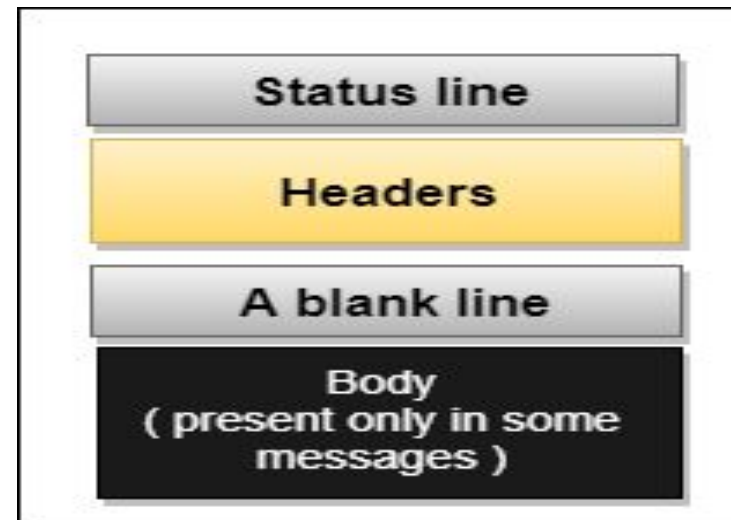 Status line
Headers
A blank line
Body
( present only in some
messages )